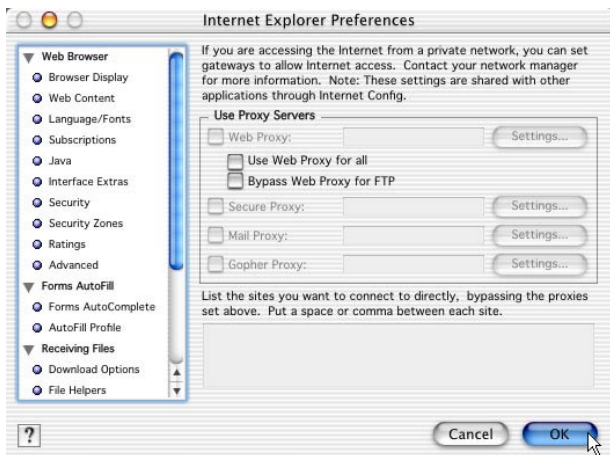 Internet Explorer Preferences
Web Browser
Browser Display
Web Content
Language/Fonts
Subscriptions
Java
Interface Extras
Security
Security Zones
Ratings
Advanced
Forms AutoFill
Forms AutoComplete
AutoFill Profile
Receiving Files
Download Options
File Helpers
If you are accessing the Internet from a private network, you can set
gateways to allow Internet access. Contact your network manager
for more information. Note: These settings are shared with other
applications through Internet Config.
Use Proxy Servers
Web Proxy: Settings...
Use Web Proxy for all
Bypass Web Proxy for FTP
Secure Proxy: Settings...
Mail Proxy: Settings...
Gopher Proxy: Settings...
List the sites you want to connect to directly, bypassing the proxies
set above. Put a space or comma between each site.
?
Cancel OK